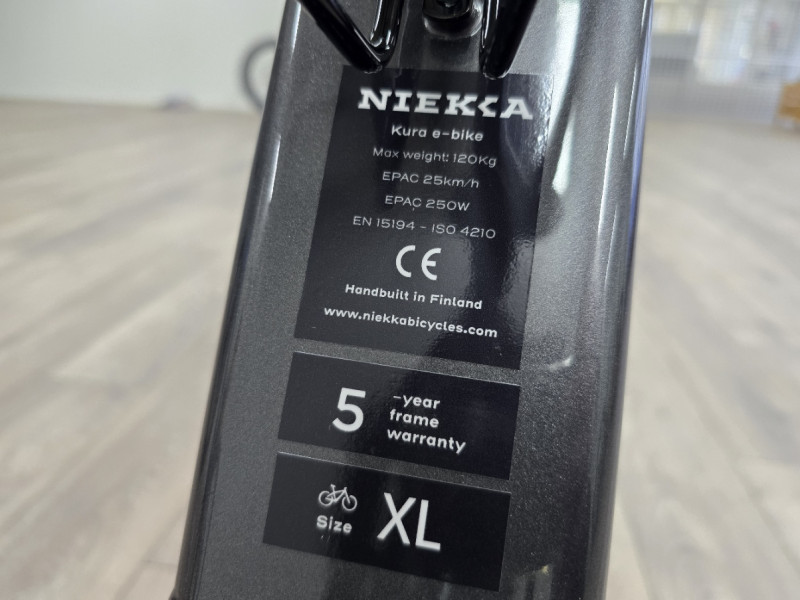 NIEKKA
Kura e-bike
Max weight: 120Kg
EPAC 25km/h
EPAC 250W
EN 15194 - ISO 4210
CE
Handbuilt in Finland
www.niekkabicycles.com
5 -year
frame
warranty
Size XL